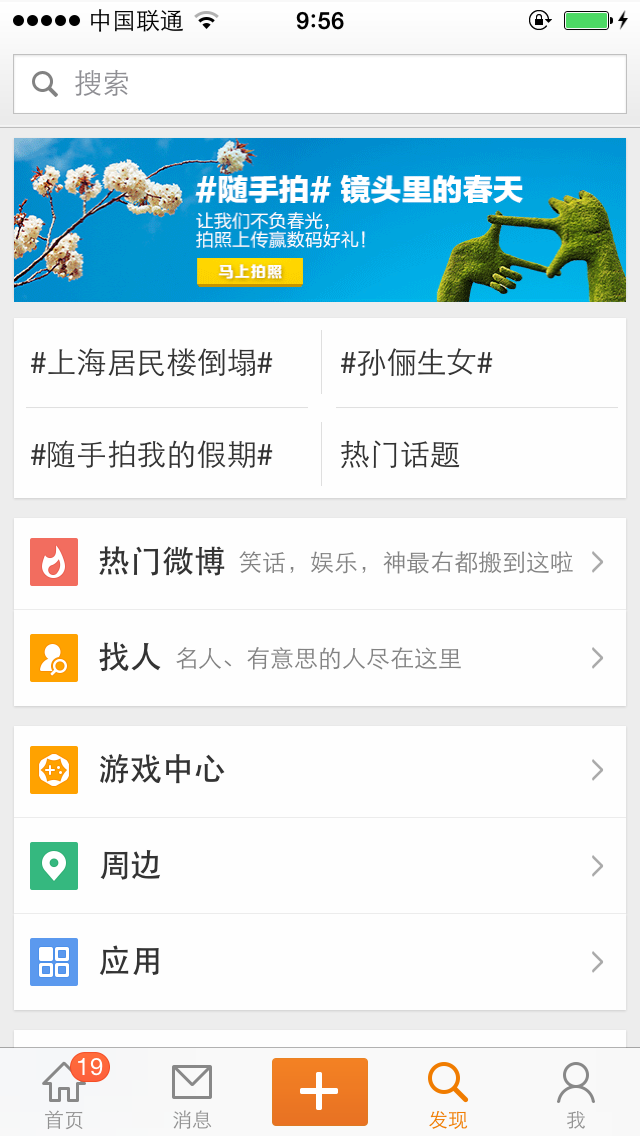 中国联通 9:56
搜索
#随手拍# 镜头里的春天
让我们不负春光，
拍照上传赢数码好礼！
马上拍照
#上海居民楼倒塌# #孙俪生女#
#随手拍我的假期# 热门话题
热门微博 笑话，娱乐，神最右都搬到这啦
找人 名人、有意思的人尽在这里
游戏中心
周边
应用
19
首页 消息 发现 我